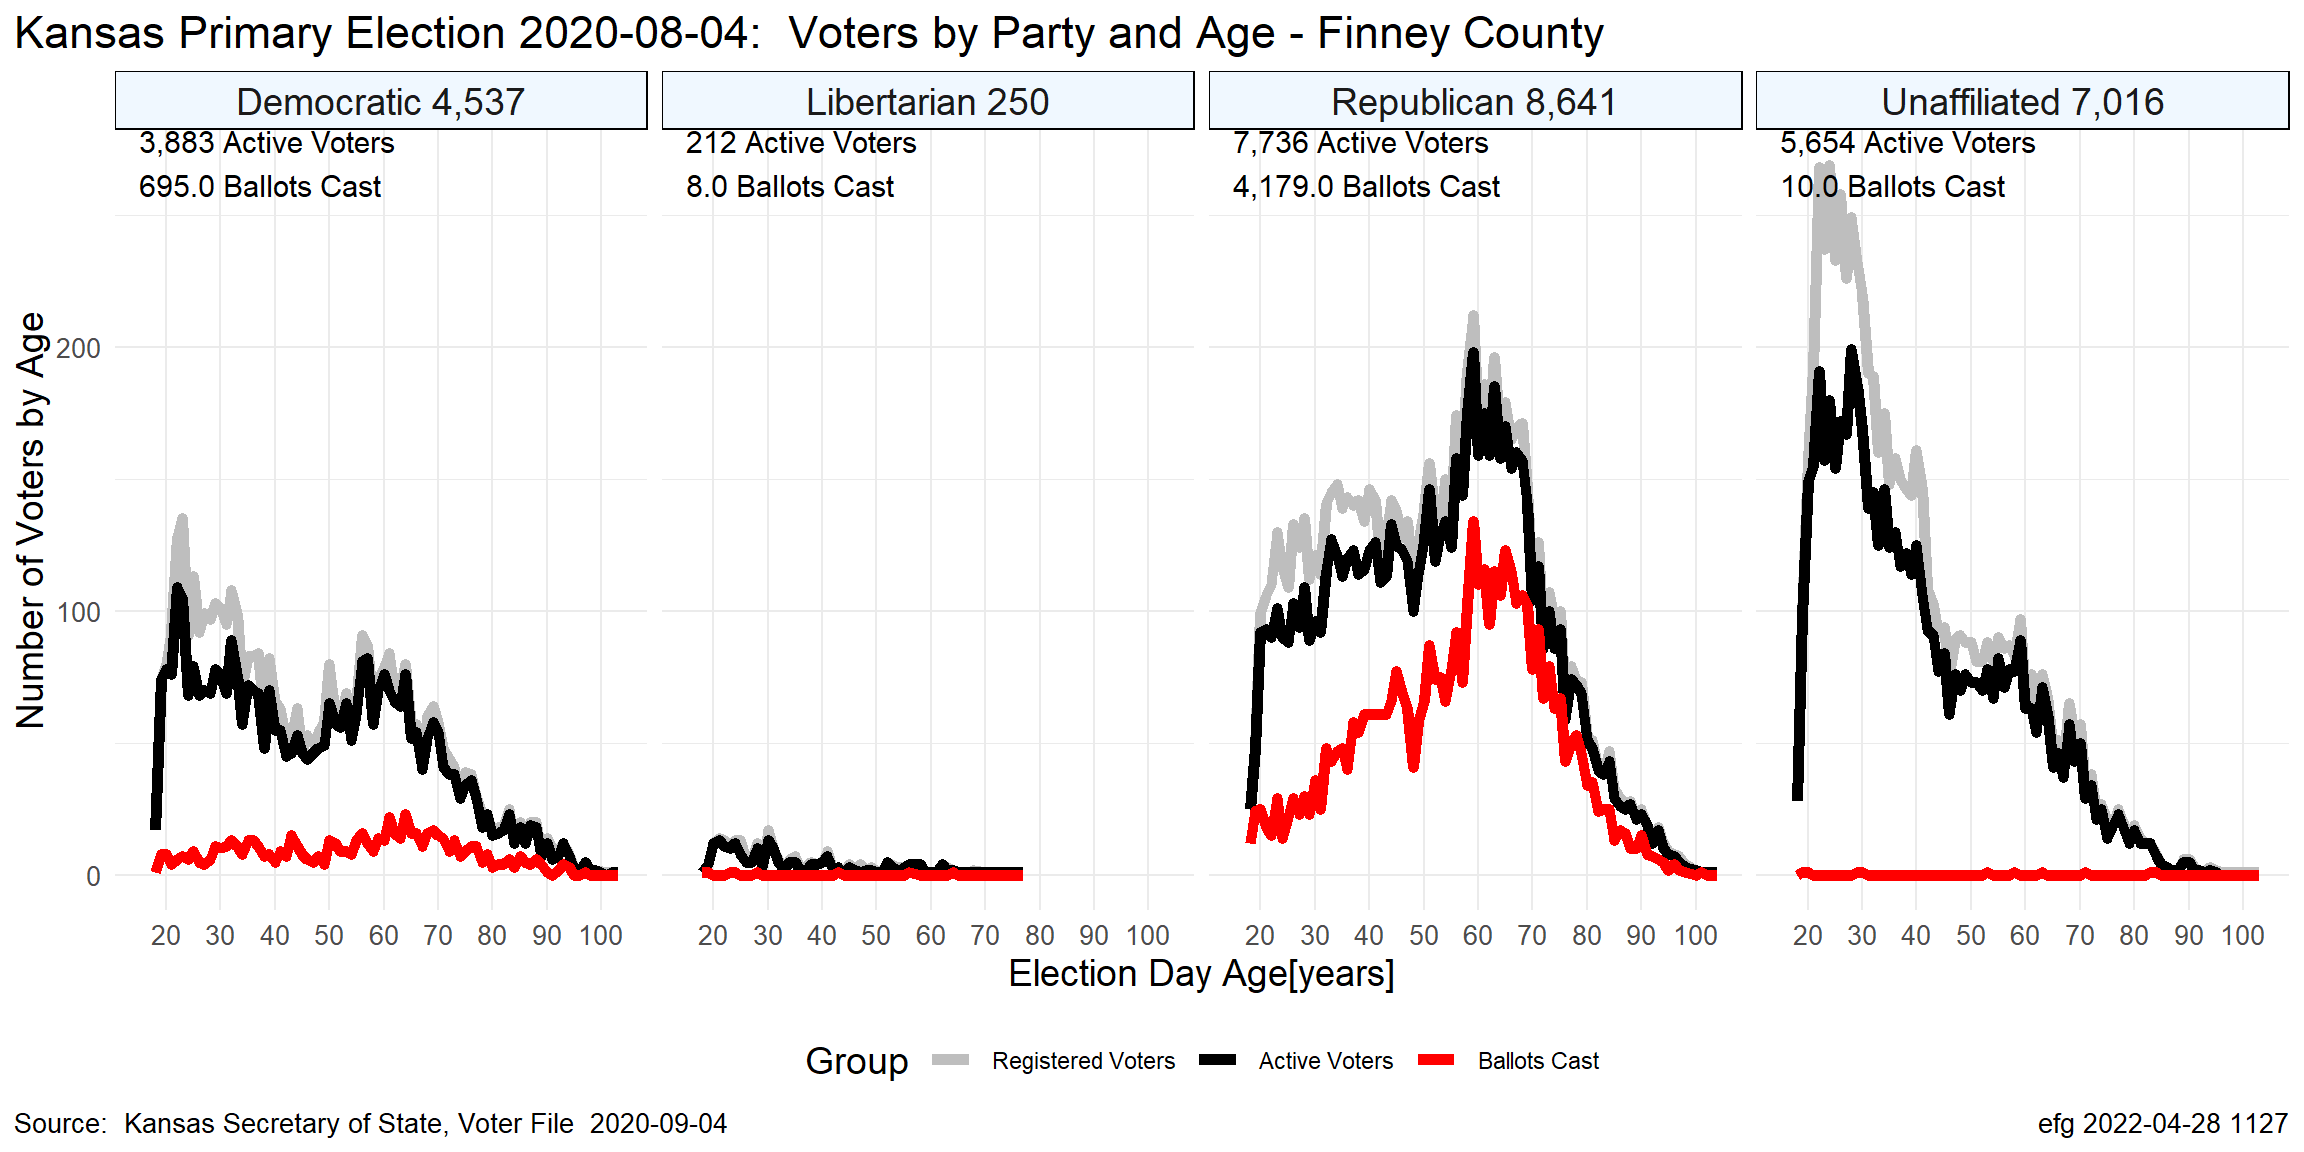 Kansas Primary Election 2020-08-04:  Voters by Party and Age - Finney County
Democratic 4,537
Libertarian 250
Republican 8,641
Unaffiliated 7,016
3,883 Active Voters
695.0 Ballots Cast
212 Active Voters
8.0 Ballots Cast
7,736 Active Voters
4,179.0 Ballots Cast
5,654 Active Voters
10.0 Ballots Cast
Number of Voters by Age
200
100
0
20 30 40 50 60 70 80 90 100
20 30 40 50 60 70 80 90 100
20 30 40 50 60 70 80 90 100
20 30 40 50 60 70 80 90 100
Election Day Age[years]
Group Registered Voters Active Voters Ballots Cast
Source:  Kansas Secretary of State, Voter File  2020-09-04
efg 2022-04-28 1127